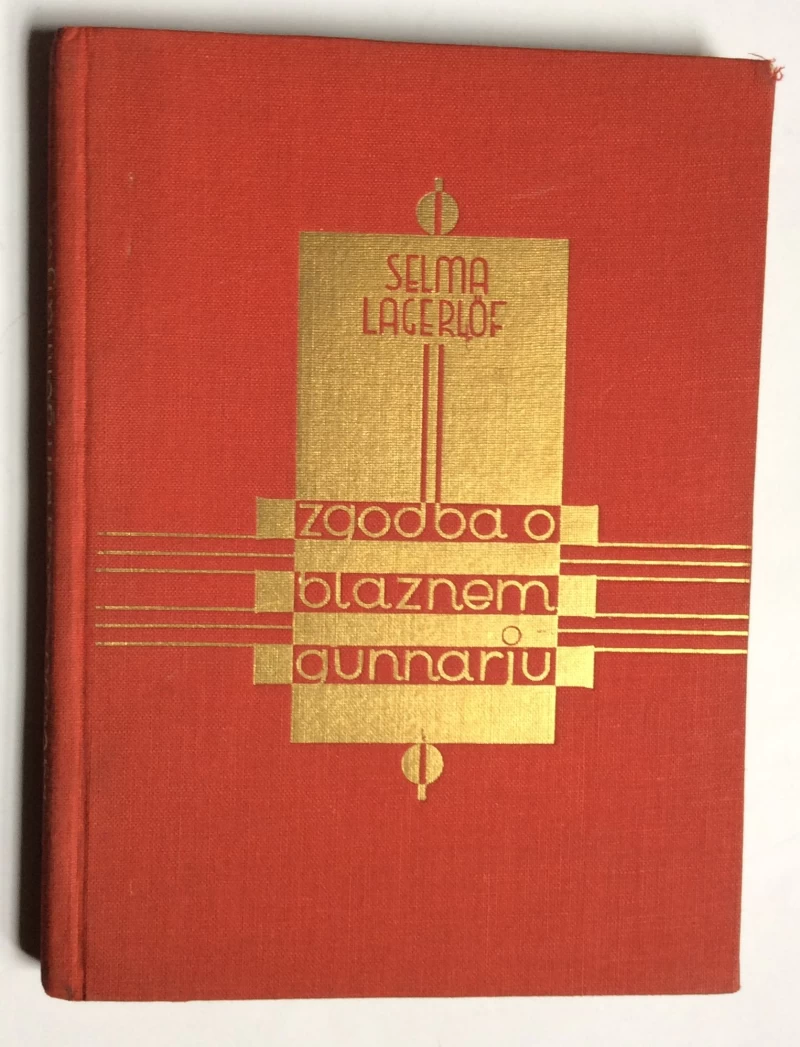 SELMA
LAGERLÖF
zgodba o
blaznem
gunnarju